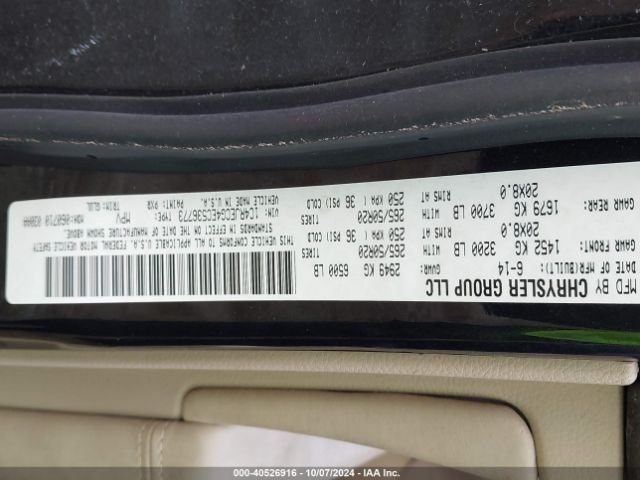 MFD BY CHRYSLER GROUP LLC
DATE OF MFR(BUILT): 6-14 GVWR: 2949 KG 6500 LB
GAWR FRONT: 1452 KG 3200 LB TIRES 265/50R20
RIMS AT 20X8.0 250 KPA ( 36 PSI) COLD
GAWR REAR: 1679 KG 3700 LB WITH 265/50R20
RIMS AT 20X8.0 250 KPA ( 36 PSI) COLD
THIS VEHICLE CONFORMS TO ALL APPLICABLE FEDERAL MOTOR VEHICLE SAFETY
STANDARDS IN EFFECT ON THE DATE OF MANUFACTURE SHOWN ABOVE.
VIN: 1C4RJECG4EC536773 TYPE: MPV
VEHICLE MADE IN U.S.A PAINT: PXR TRIM:
MDH:060710 030AA
000-40526916 - 10/07/2024 - IAA Inc.